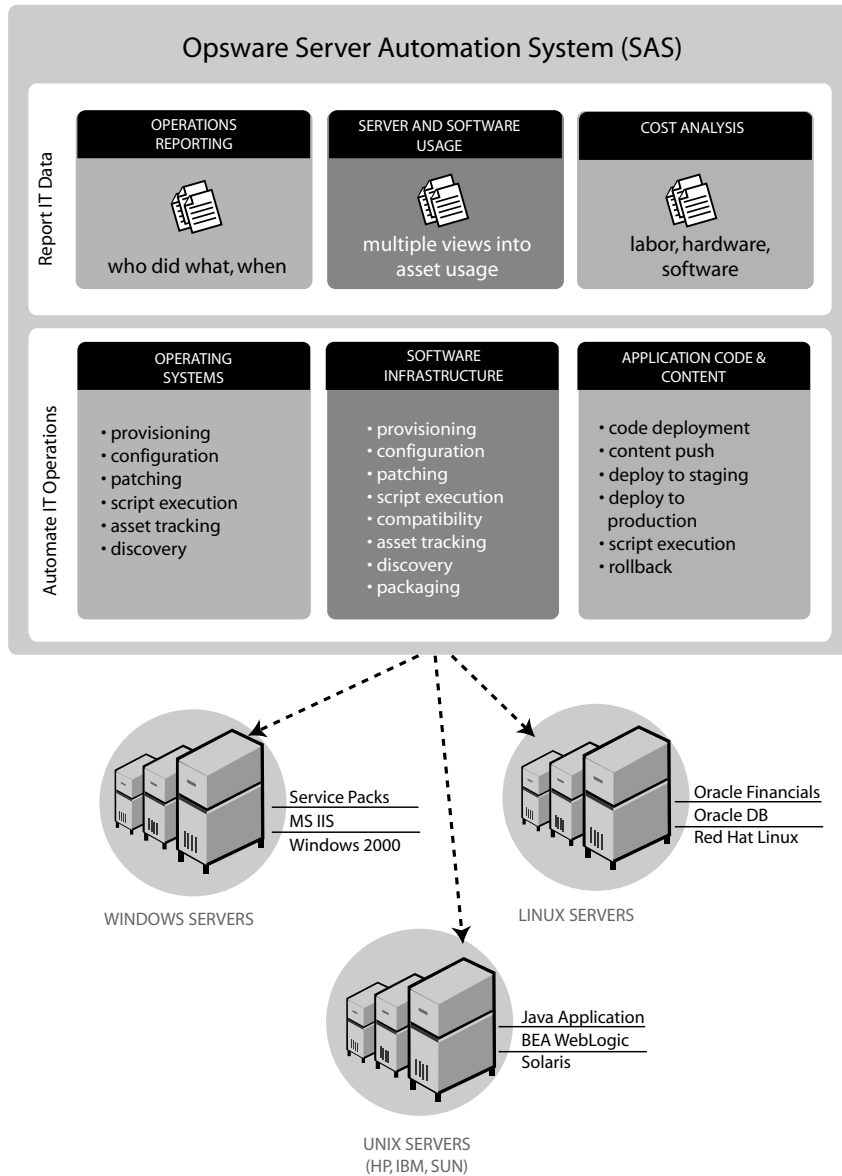 Opsware Server Automation System (SAS)
Report IT Data
OPERATIONS
REPORTING
who did what, when
SERVER AND SOFTWARE
USAGE
multiple views into
asset usage
COST ANALYSIS
labor, hardware,
software
Automate IT Operations
OPERATING
SYSTEMS
• provisioning
• configuration
• patching
• script execution
• asset tracking
• discovery
SOFTWARE
INFRASTRUCTURE
• provisioning
• configuration
• patching
• script execution
• compatibility
• asset tracking
• discovery
• packaging
APPLICATION CODE &
CONTENT
• code deployment
• content push
• deploy to staging
• deploy to
production
• script execution
• rollback
Service Packs
MS IIS
Windows 2000
WINDOWS SERVERS
Oracle Financials
Oracle DB
Red Hat Linux
LINUX SERVERS
Java Application
BEA WebLogic
Solaris
UNIX SERVERS
(HP, IBM, SUN)